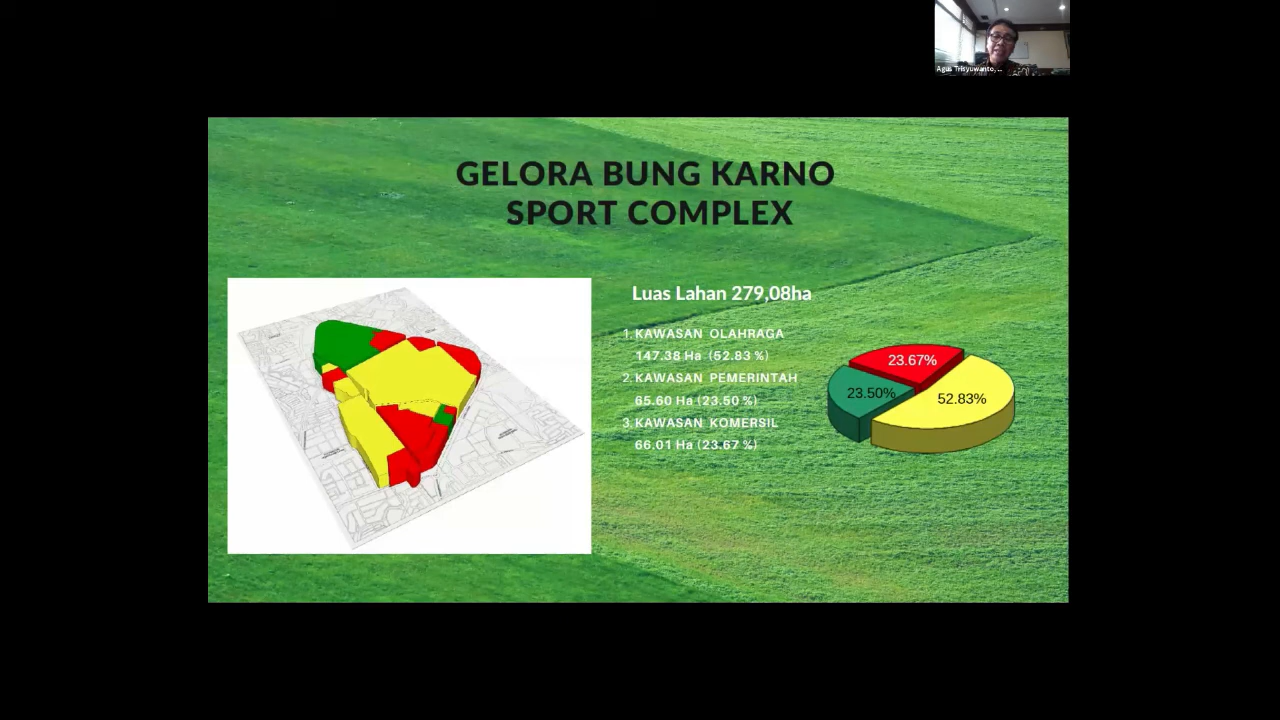 Agus Trisyuwanto, ...
GELORA BUNG KARNO
SPORT COMPLEX
Luas Lahan 279,08ha
1. KAWASAN OLAHRAGA
147.38 Ha (52.83 %)
2. KAWASAN PEMERINTAH
65.60 Ha (23.50 %)
3. KAWASAN KOMERSIL
66.01 Ha (23.67 %)
23.67%
23.50%
52.83%